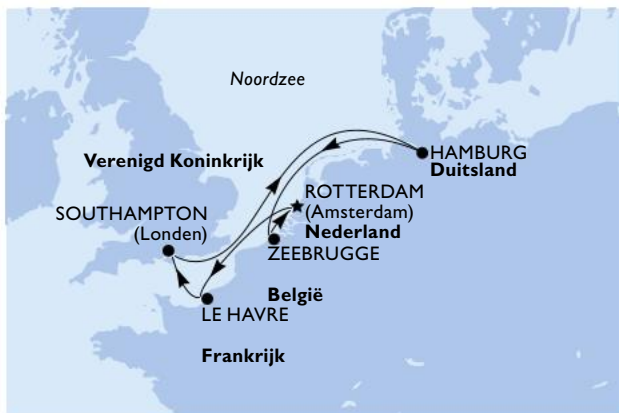 Noordzee
Verenigd Koninkrijk
HAMBURG
Duitsland
ROTTERDAM
(Amsterdam)
Nederland
SOUTHAMPTON
(Londen)
ZEEBRUGGE
België
LE HAVRE
Frankrijk